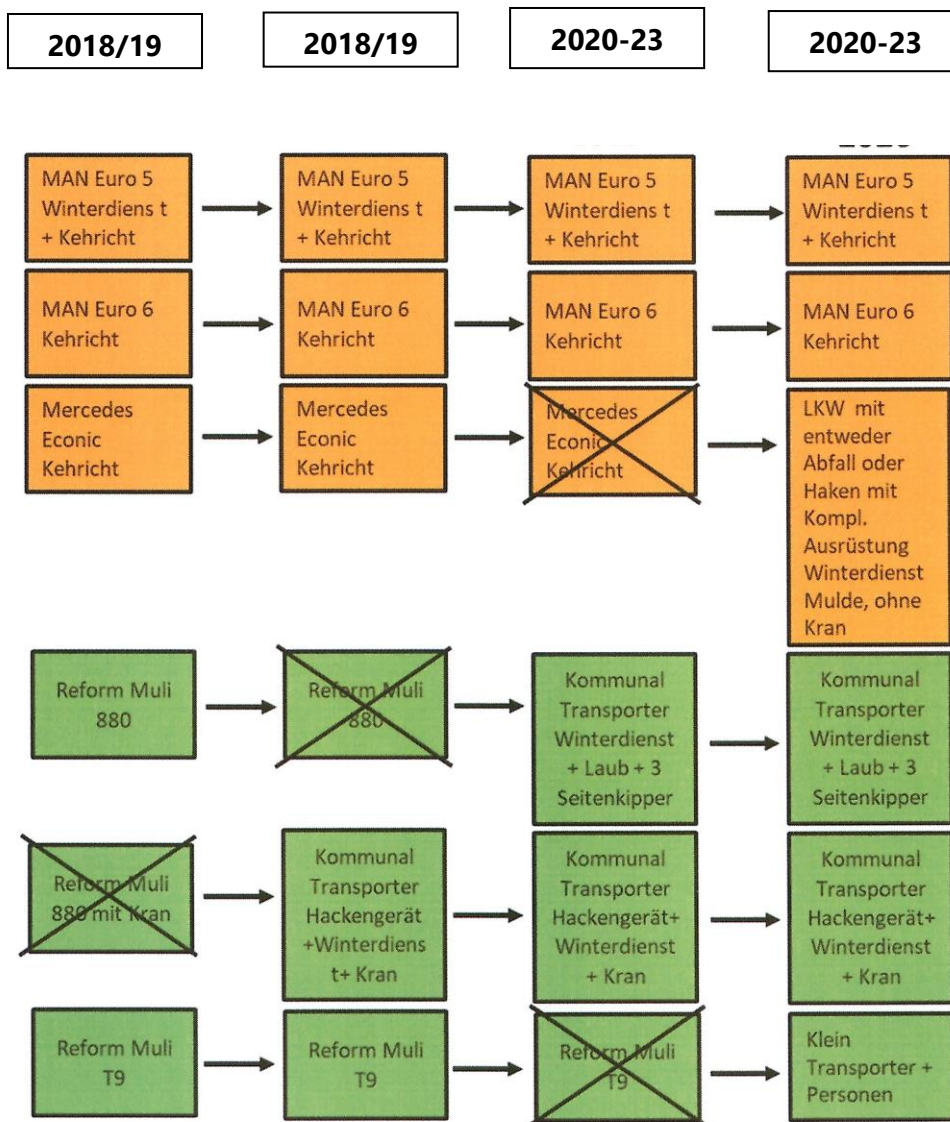 2018/19
2018/19
2020-23
2020-23
MAN Euro 5
Winterdiens t
+ Kehricht
MAN Euro 5
Winterdiens t
+ Kehricht
MAN Euro 5
Winterdiens t
+ Kehricht
MAN Euro 5
Winterdiens t
+ Kehricht
MAN Euro 6
Kehricht
MAN Euro 6
Kehricht
MAN Euro 6
Kehricht
MAN Euro 6
Kehricht
Mercedes
Econic
Kehricht
Mercedes
Econic
Kehricht
Mercedes
Econic
Kehricht
LKW mit
entweder
Abfall oder
Haken mit
Kompl.
Ausrüstung
Winterdienst
Mulde, ohne
Kran
Reform Muli
880
Reform Muli
880
Kommunal
Transporter
Winterdienst
+ Laub + 3
Seitenkipper
Kommunal
Transporter
Winterdienst
+ Laub + 3
Seitenkipper
Reform Muli
880 mit Kran
Kommunal
Transporter
Hackengerät
+Winterdiens
t+ Kran
Kommunal
Transporter
Hackengerät+
Winterdienst
+ Kran
Kommunal
Transporter
Hackengerät+
Winterdienst
+ Kran
Reform Muli
T9
Reform Muli
T9
Reform Muli
T9
Klein
Transporter +
Personen